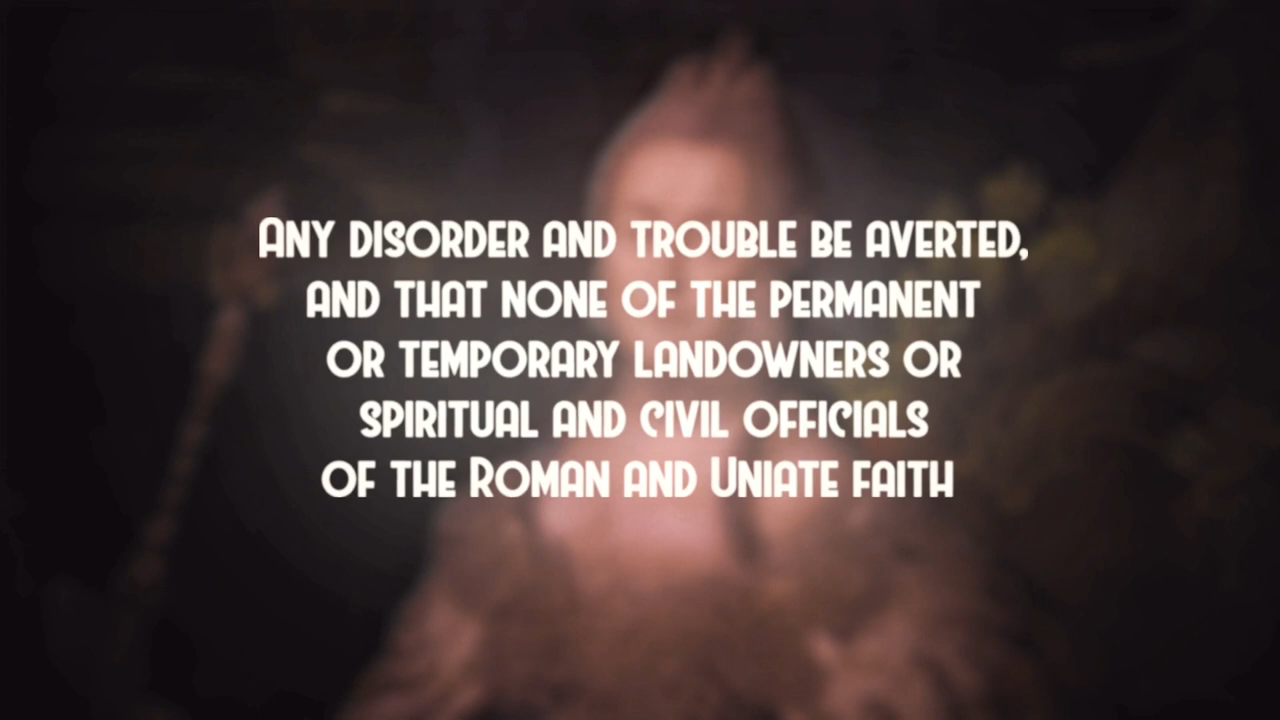 Any disorder and trouble be averted,
and that none of the permanent
or temporary landowners or
spiritual and civil officials
of the Roman and Uniate faith